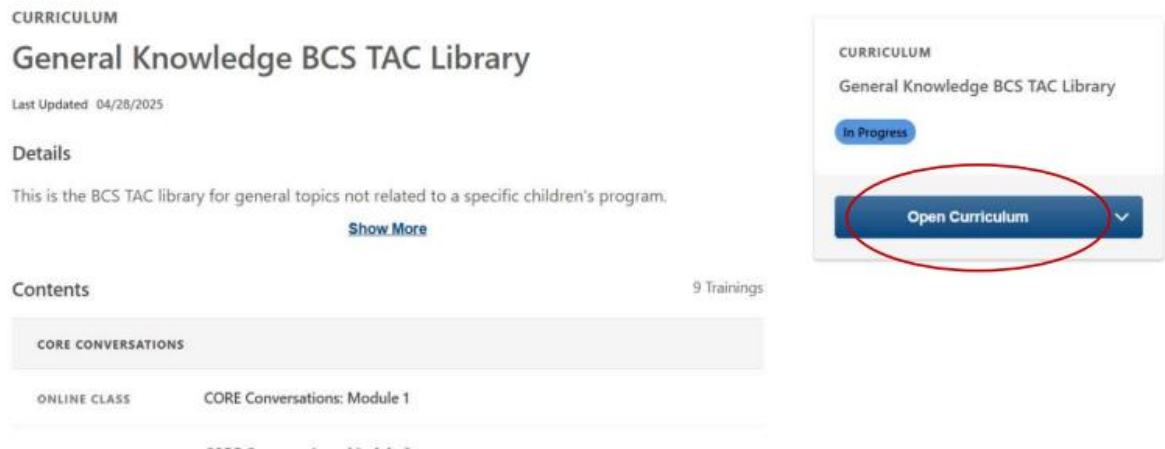 CURRICULUM
General Knowledge BCS TAC Library
Last Updated 04/28/2025
Details
This is the BCS TAC library for general topics not related to a specific children's program.
Show More
Contents
9 Trainings
CORE CONVERSATIONS
ONLINE CLASS
CORE Conversations: Module 1
CURRICULUM
General Knowledge BCS TAC Library
In Progress
Open Curriculum